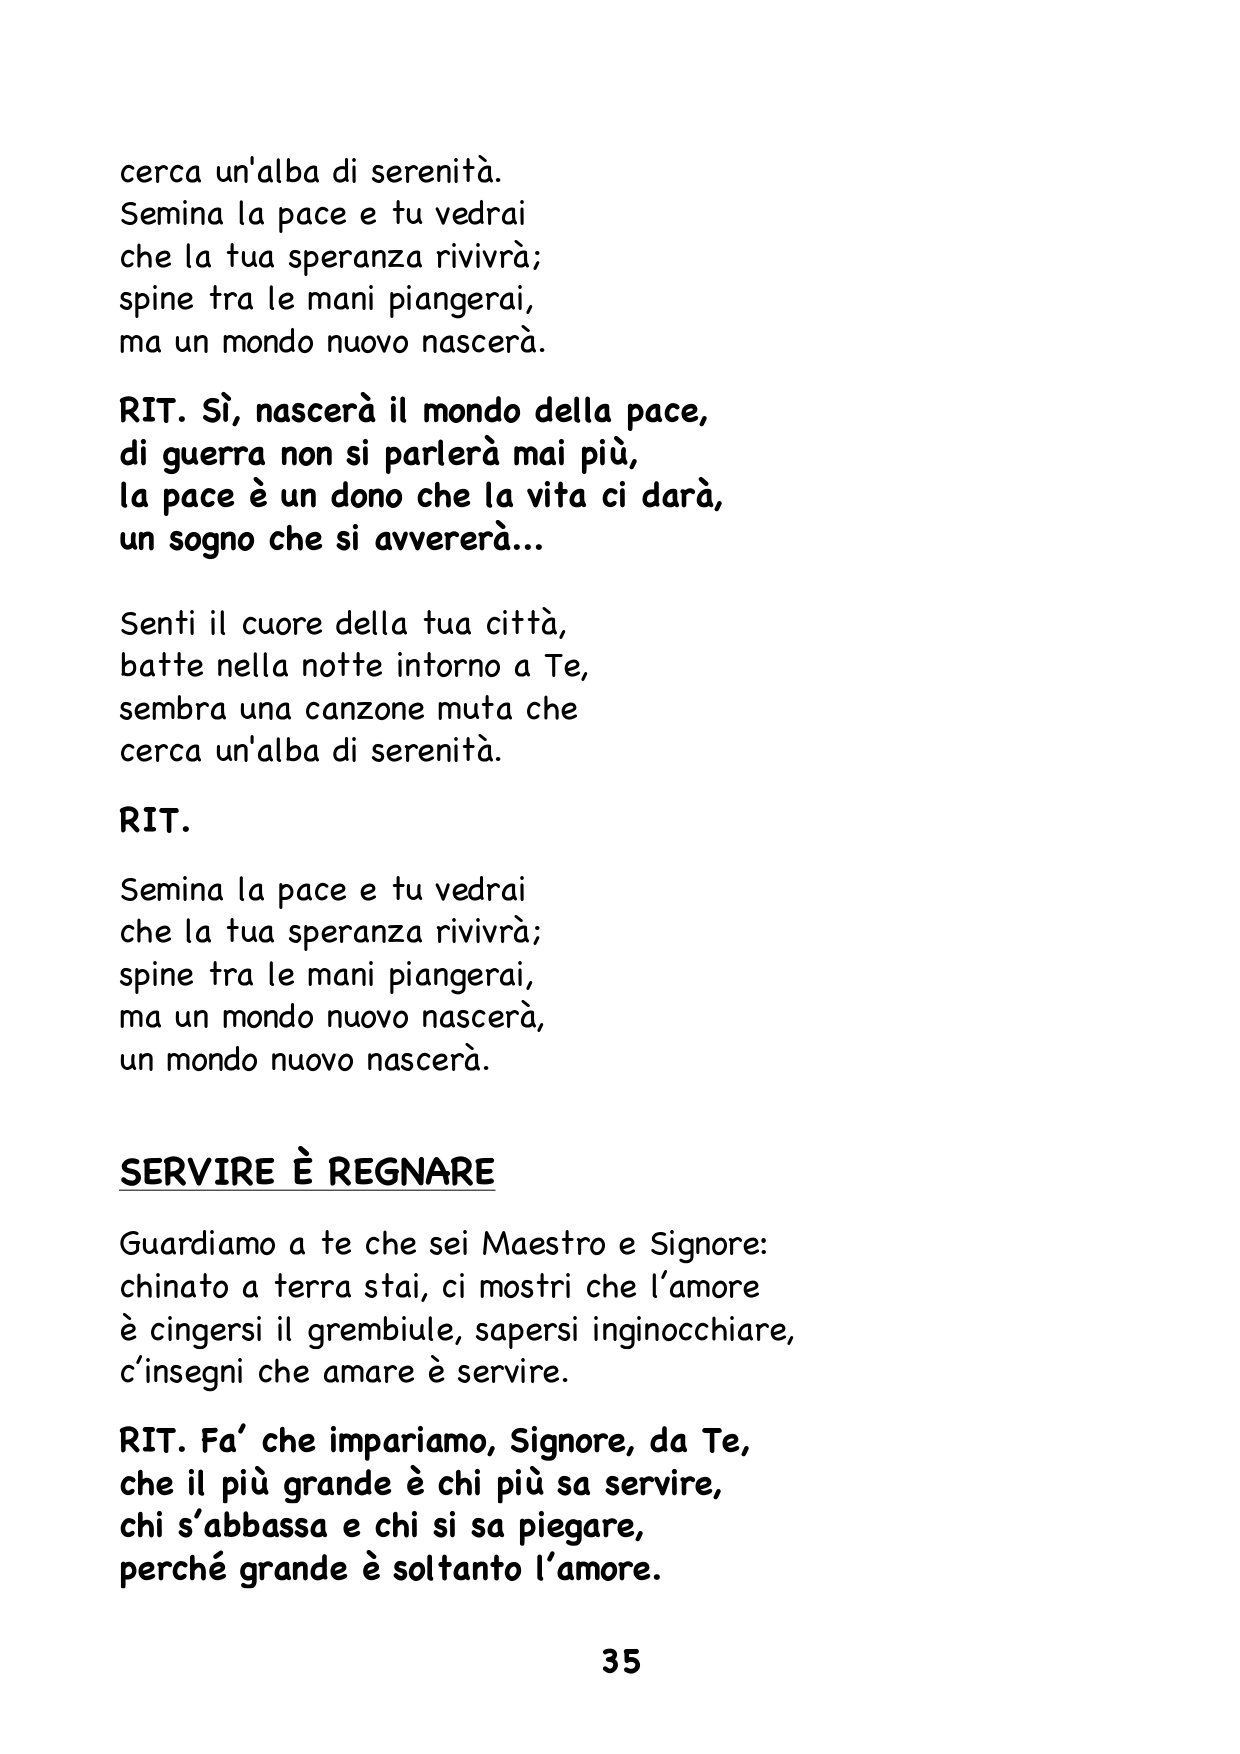 cerca un'alba di serenità.
Semina la pace e tu vedrai
che la tua speranza rivivrà;
spine tra le mani piangerai,
ma un mondo nuovo nascerà.
RIT. Sì, nascerà il mondo della pace,
di guerra non si parlerà mai più,
la pace è un dono che la vita ci darà,
un sogno che si avvererà...
Senti il cuore della tua città,
batte nella notte intorno a Te,
sembra una canzone muta che
cerca un'alba di serenità.
RIT.
Semina la pace e tu vedrai
che la tua speranza rivivrà;
spine tra le mani piangerai,
ma un mondo nuovo nascerà,
un mondo nuovo nascerà.
SERVIRE È REGNARE
Guardiamo a te che sei Maestro e Signore:
chinato a terra stai, ci mostri che l’amore
è cingersi il grembiule, sapersi inginocchiare,
c’insegni che amare è servire.
RIT. Fa’ che impariamo, Signore, da Te,
che il più grande è chi più sa servire,
chi s’abbassa e chi si sa piegare,
perché grande è soltanto l’amore.
35